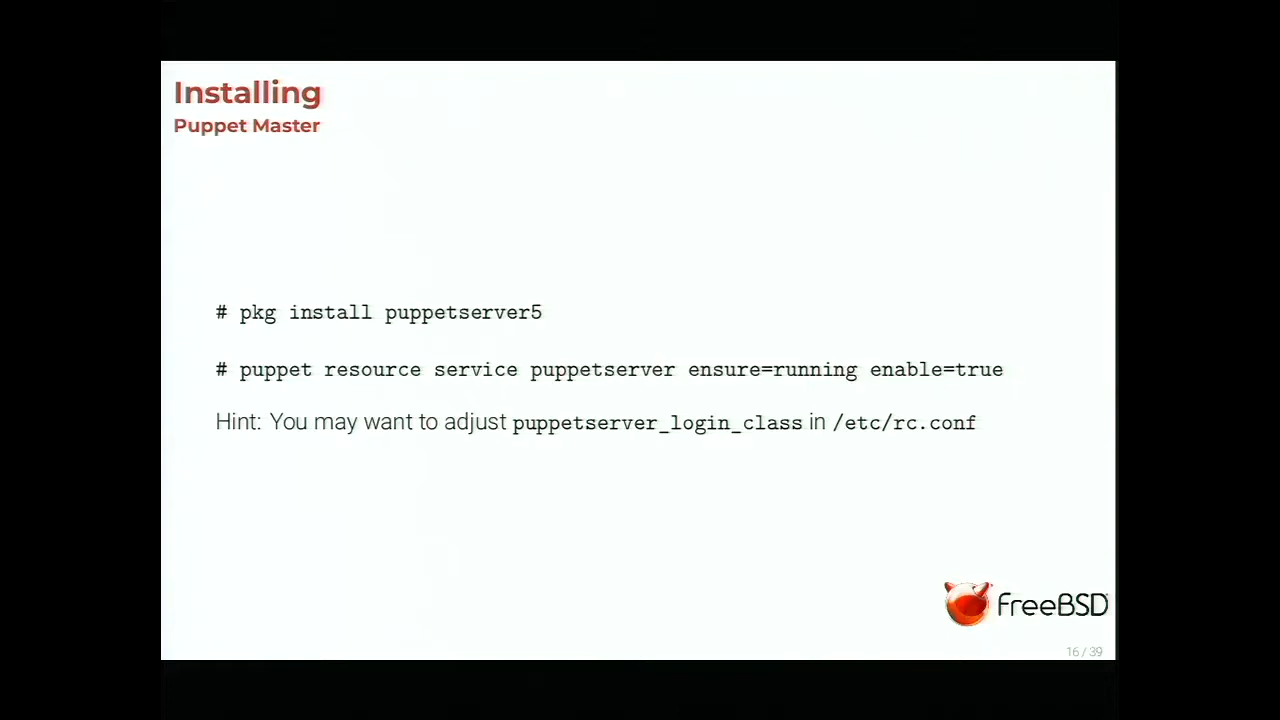 Installing
Puppet Master
# pkg install puppetserver5
# puppet resource service puppetserver ensure=running enable=true
Hint: You may want to adjust puppetserver_login_class in /etc/rc.conf
FreeBSD
16 / 39